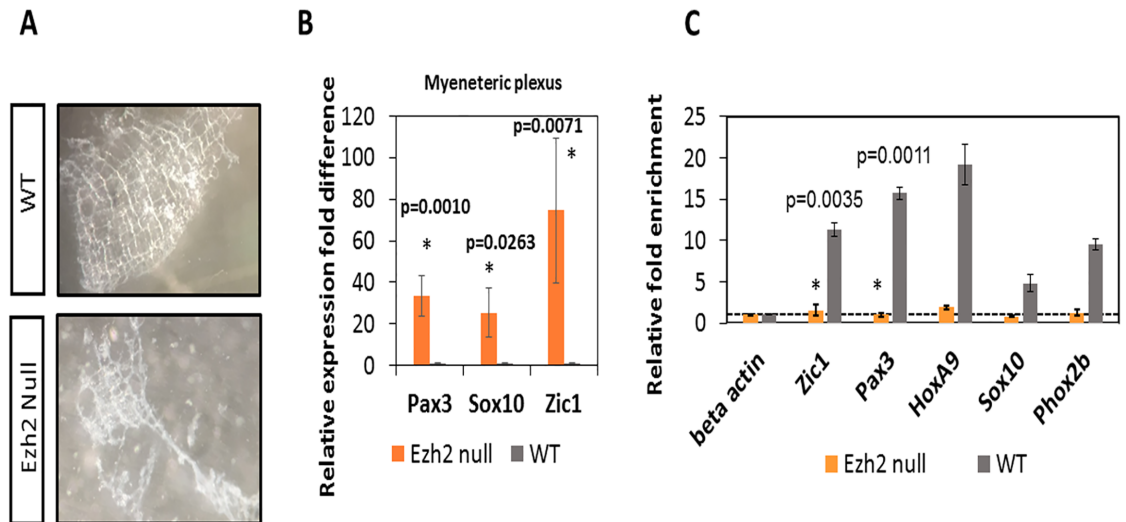 A
WT
Ezh2 Null
B
Myeneteric plexus
Relative expression fold difference
120
100
80
60
40
20
0
p=0.0010
*
p=0.0263
*
p=0.0071
*
Pax3 Sox10 Zic1
Ezh2 null WT
C
Relative fold enrichment
25
20
15
10
5
0
p=0.0035
*
p=0.0011
*
beta actin
Zic1
Pax3
HoxA9
Sox10
Phox2b
Ezh2 null WT